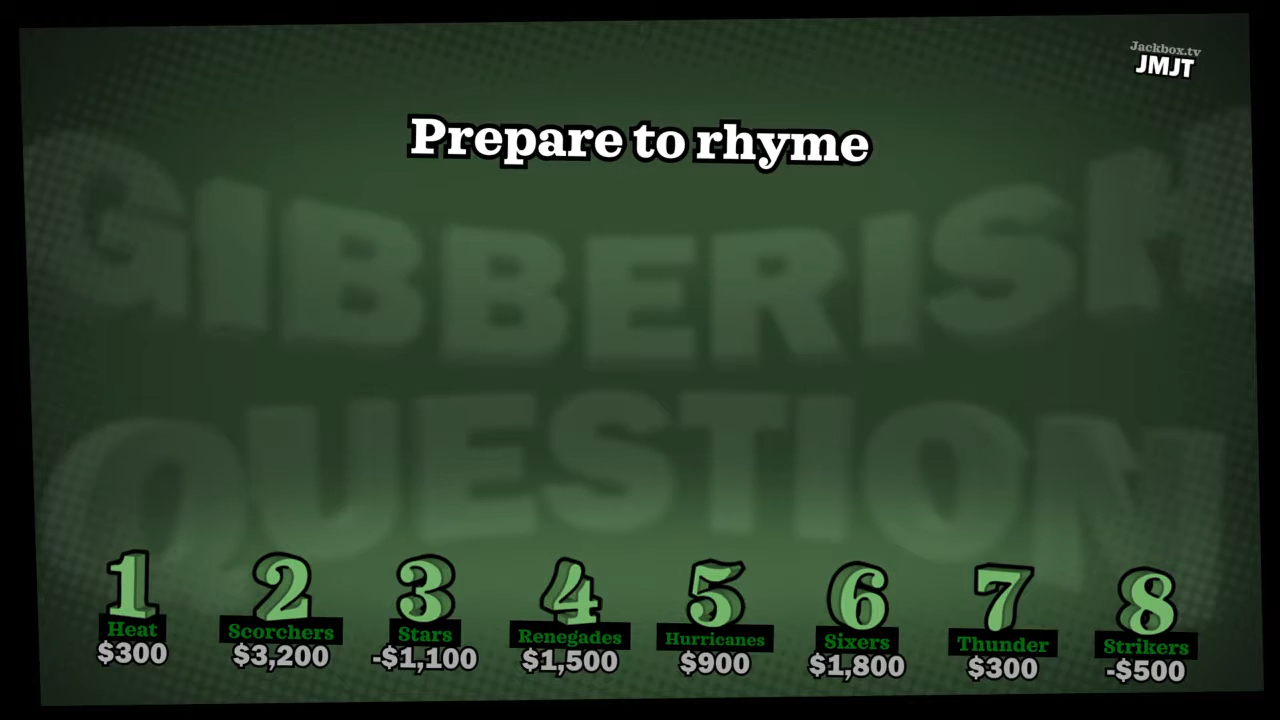 Jackbox.tv
JMJT
Prepare to rhyme
GIBBERISH
QUESTION
1 2 3 4 5 6 7 8
Heat Scorchers Stars Renegades Hurricanes Sixers Thunder Strikers
$300 $3,200 -$1,100 $1,500 $900 $1,800 $300 -$500